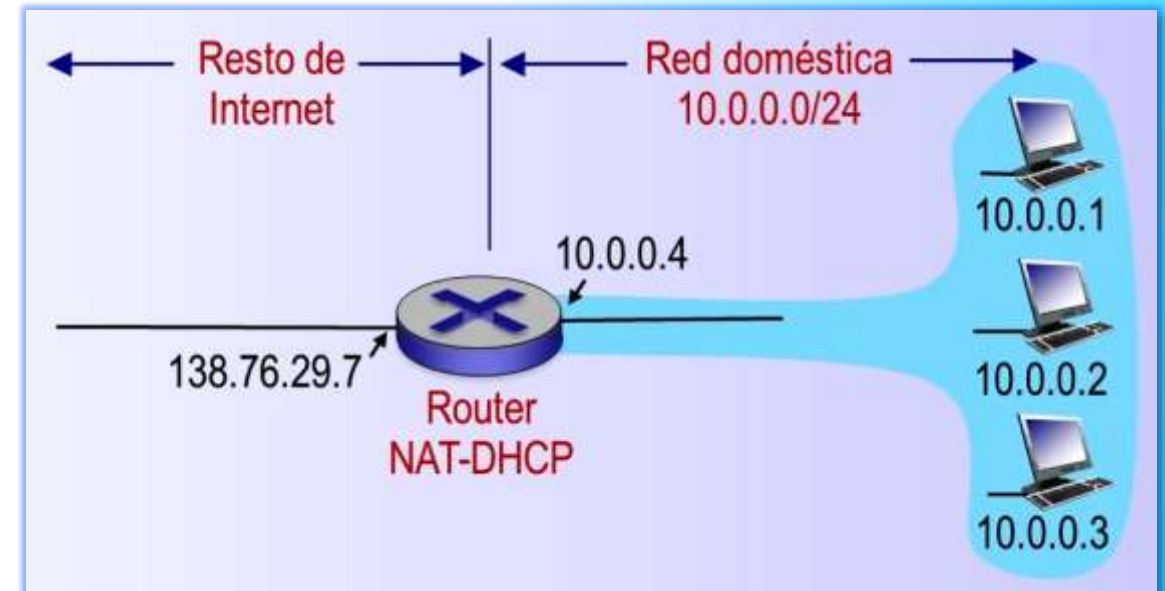 Resto de
Internet
Red doméstica
10.0.0.0/24
10.0.0.1
10.0.0.4
138.76.29.7
10.0.0.2
Router
NAT-DHCP
10.0.0.3